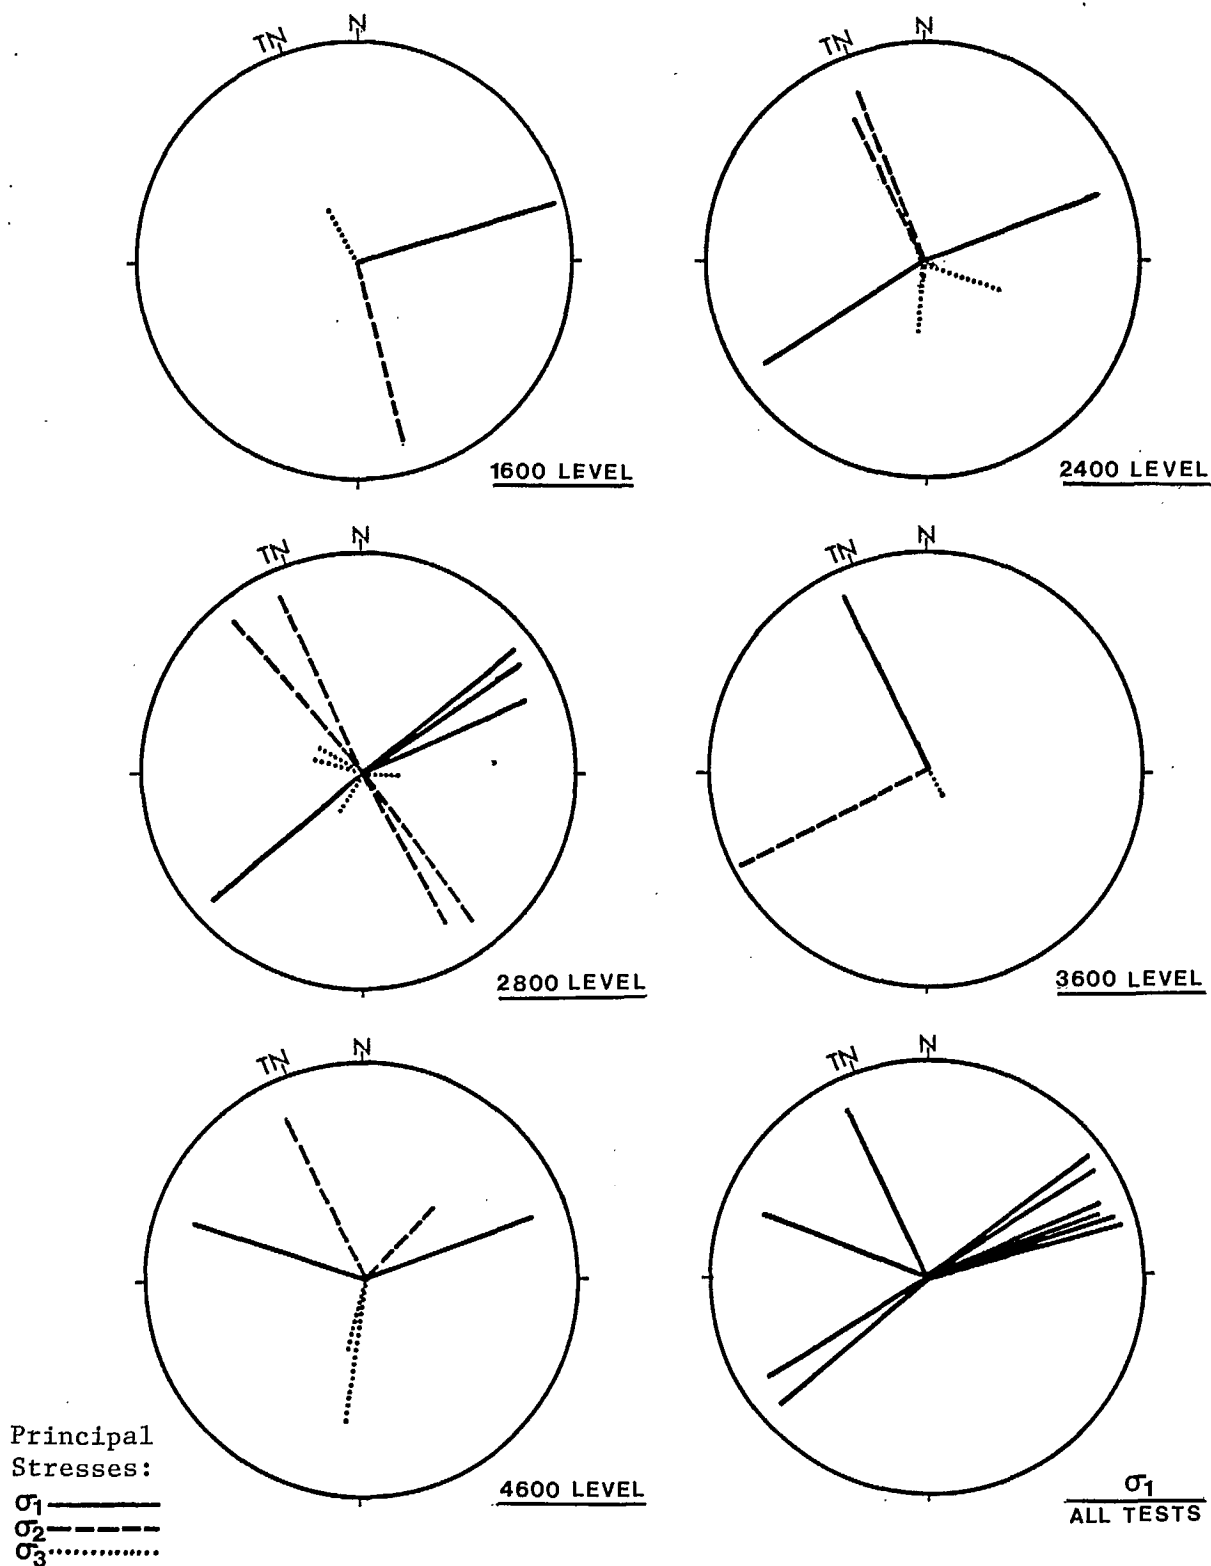 TN N
TN N
1600 LEVEL
2400 LEVEL
TN N
TN N
2800 LEVEL
3600 LEVEL
TN N
TN N
4600 LEVEL
σ1
ALL TESTS
Principal
Stresses:
σ1
σ2
σ3